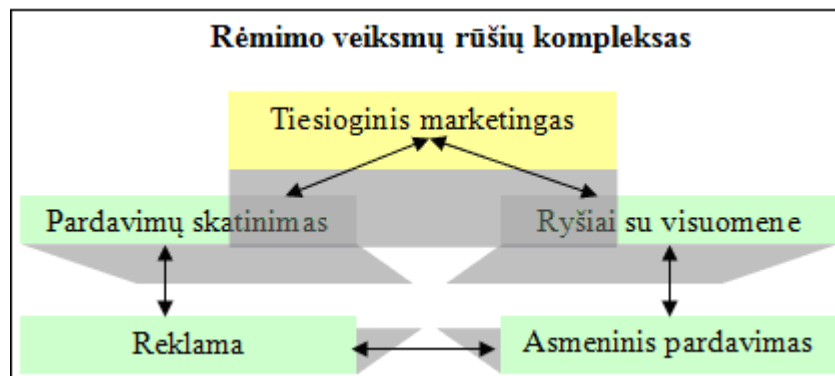 Rėmimo veiksmų rūšių kompleksas
Tiesioginis marketingas
Pardavimų skatinimas
Ryšiai su visuomene
Reklama
Asmeninis pardavimas